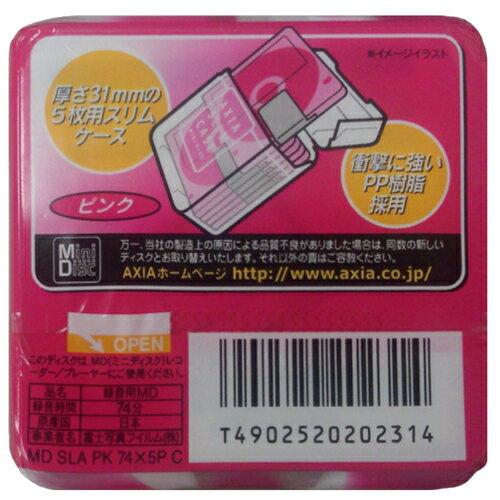 ※イメージイラスト
厚さ31mmの
5枚用スリム
ケース
AXIA
CASE
衝撃に強い
PP樹脂
採用
ピンク
Mini
Disc
万一、当社の製造上の原因による品質不良がありました場合は、同数の新しい
ディスクとお取り替えいたします。それ以外の責はご容赦ください。
AXIAホームページ http://www.axia.co.jp/
OPEN
このディスクは、MD(ミニディスク)レコ
ーダー/プレーヤーにご使用ください。
品名 録音用MD
録音時間 74分
原産国 日本
事業者名 富士写真フイルム(株)
MD SLA PK 74×5P C
T4902520202314